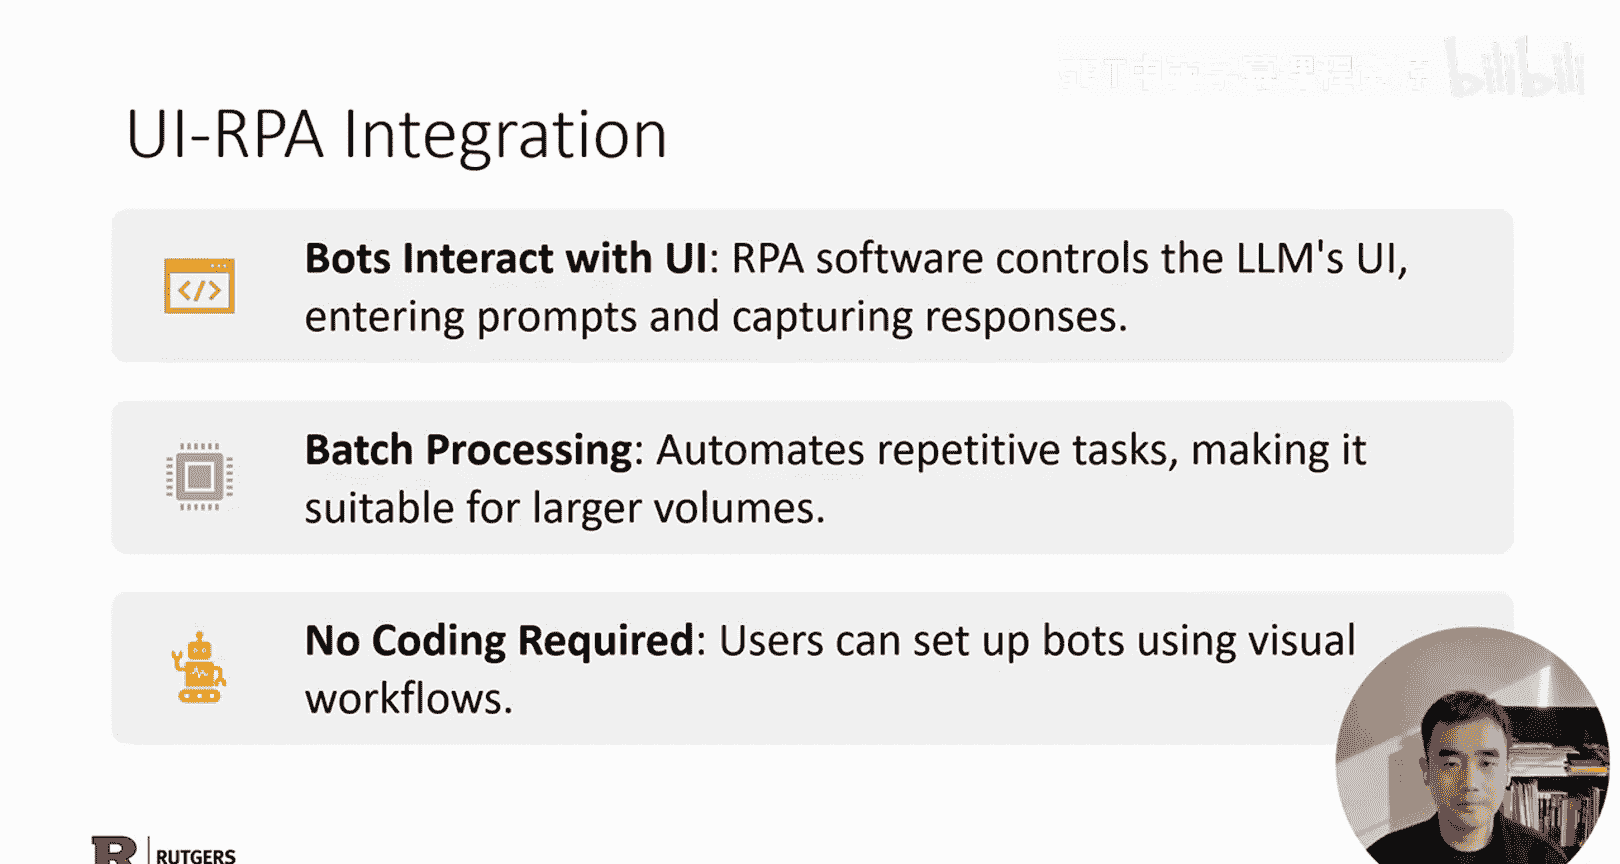 bilibili
UI-RPA Integration
Bots Interact with UI: RPA software controls the LLM's UI,
entering prompts and capturing responses.
Batch Processing: Automates repetitive tasks, making it
suitable for larger volumes.
No Coding Required: Users can set up bots using visual
workflows.
R
RUTGERS